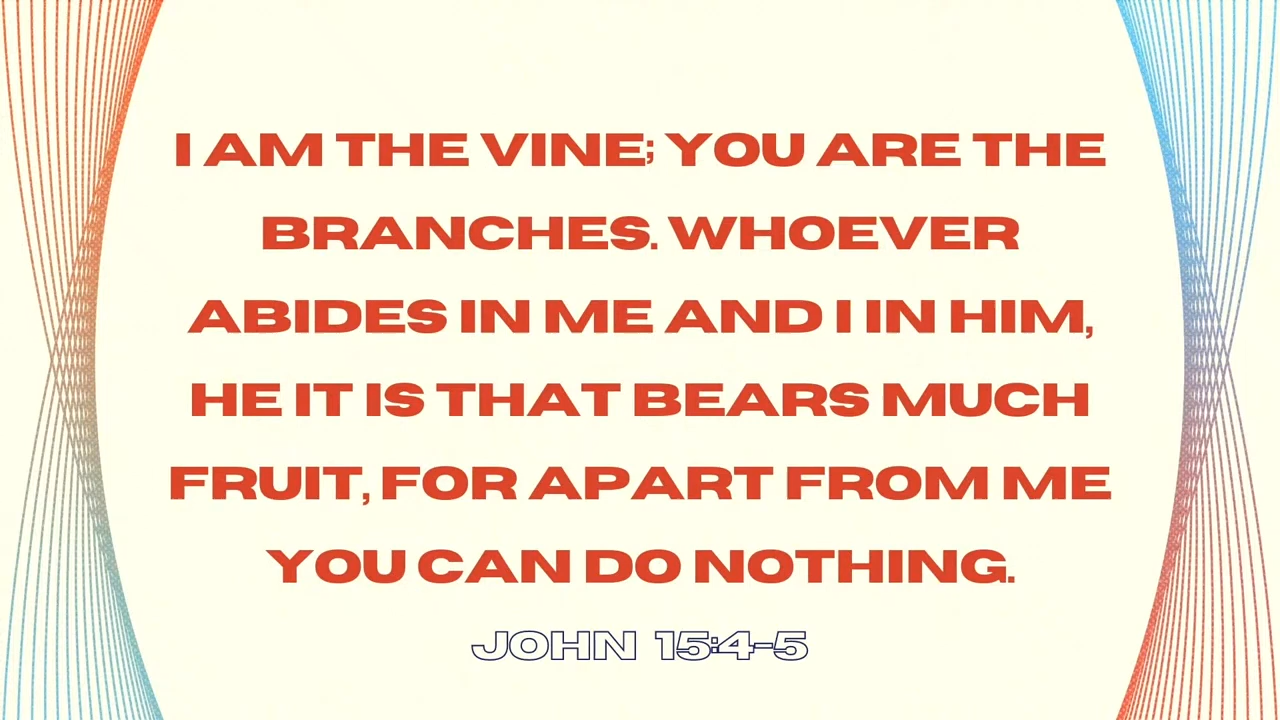 I AM THE VINE; YOU ARE THE
BRANCHES. WHOEVER
ABIDES IN ME AND I IN HIM,
HE IT IS THAT BEARS MUCH
FRUIT, FOR APART FROM ME
YOU CAN DO NOTHING.
JOHN 15:4-5